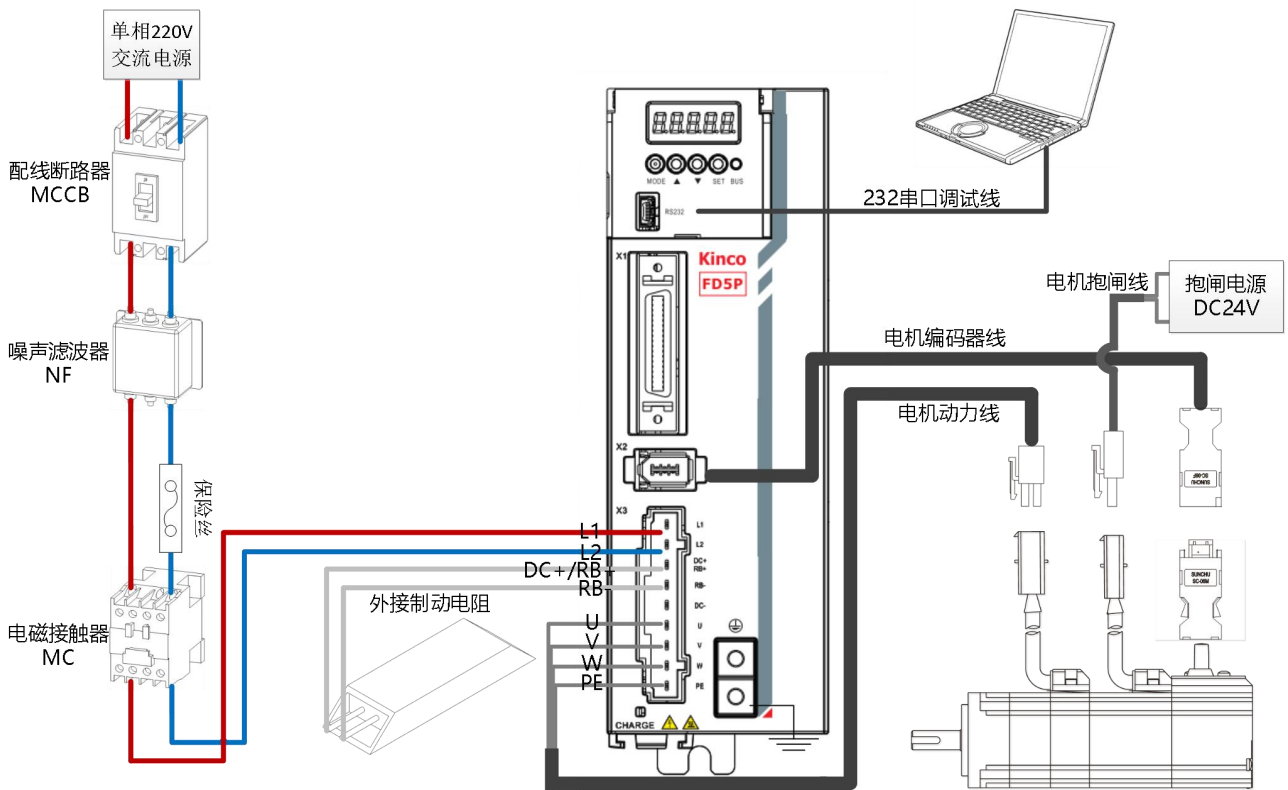 单相220V
交流电源
配线断路器
MCCB
噪声滤波器
NF
保险丝
电磁接触器
MC
MODE ▲ ▼ SET BUS
RS232
232串口调试线
X1
Kinco
FD5P
电机抱闸线
抱闸电源
DC24V
电机编码器线
电机动力线
X2
X3
L1
L2
DC+/RB+
RB-
U
V
W
PE
L1
L2
DC+
RB+
RB-
DC-
U
V
W
PE
外接制动电阻
CHARGE
SUNCHU
SC-06F
SUNCHU
SC-06M